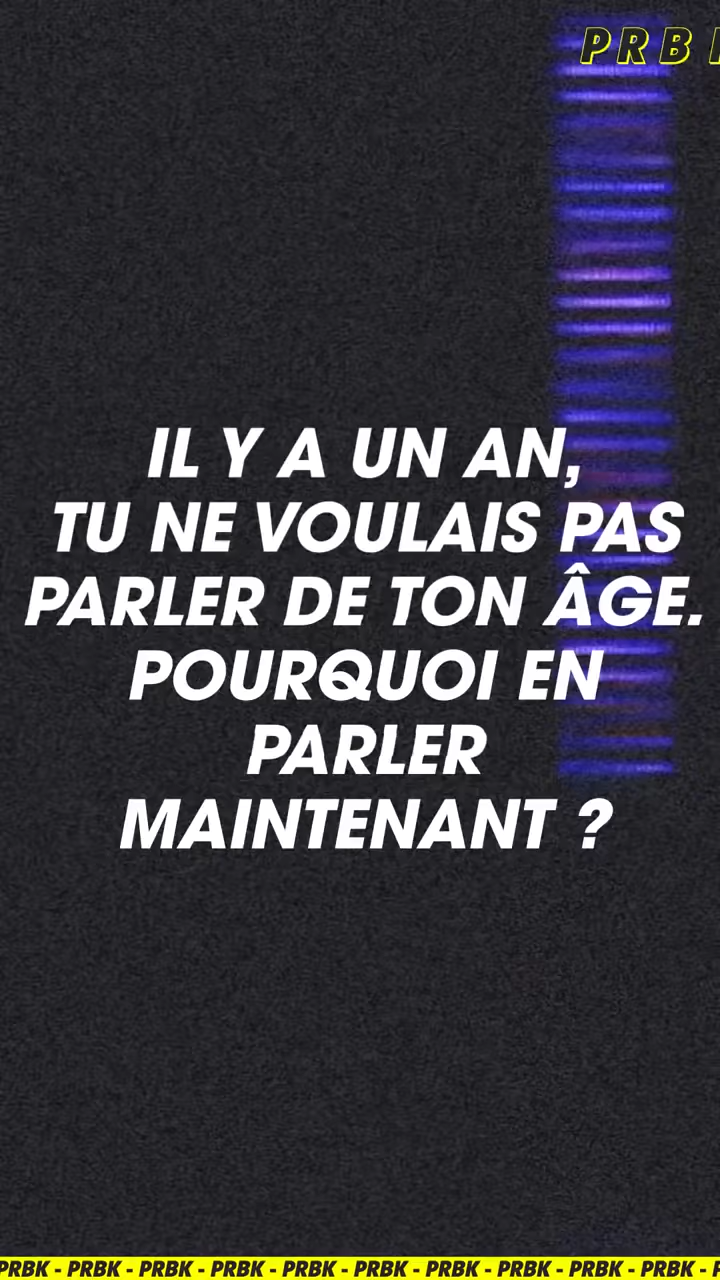 PRB
IL Y A UN AN,
TU NE VOULAIS PAS
PARLER DE TON ÂGE.
POURQUOI EN
PARLER
MAINTENANT ?
PRBK - PRBK - PRBK - PRBK - PRBK - PRBK - PRBK - PRBK - PRBK - PRBK -